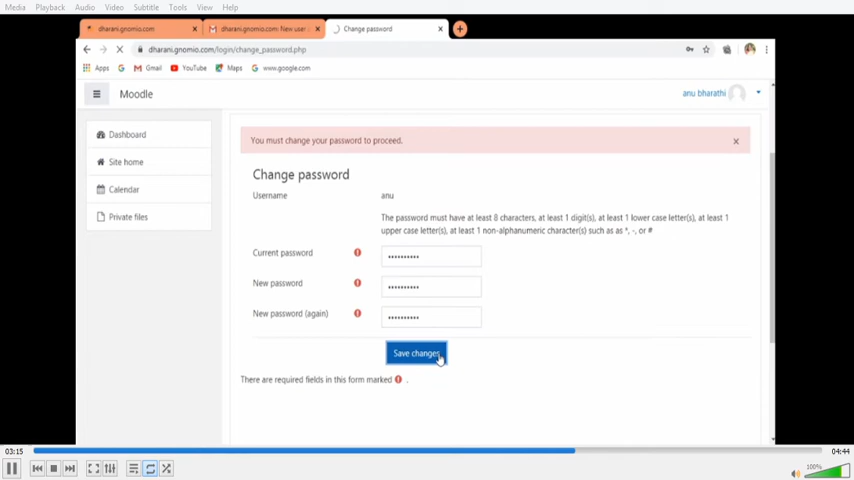 Media Playback Audio Video Subtitle Tools View Help
dharani.gnomio.com × dharani.gnomio.com: New user × Change password ×
dharani.gnomio.com/login/change_password.php
Apps Gmail YouTube Maps www.google.com
Moodle anu bharathi
Dashboard
Site home
Calendar
Private files
You must change your password to proceed. ×
Change password
Username anu
The password must have at least 8 characters, at least 1 digit(s), at least 1 lower case letter(s), at least 1
upper case letter(s), at least 1 non-alphanumeric character(s) such as as *, -, or #
Current password ••••••••••
New password ••••••••••
New password (again) ••••••••••
Save changes
There are required fields in this form marked .
03:15 04:44
100%